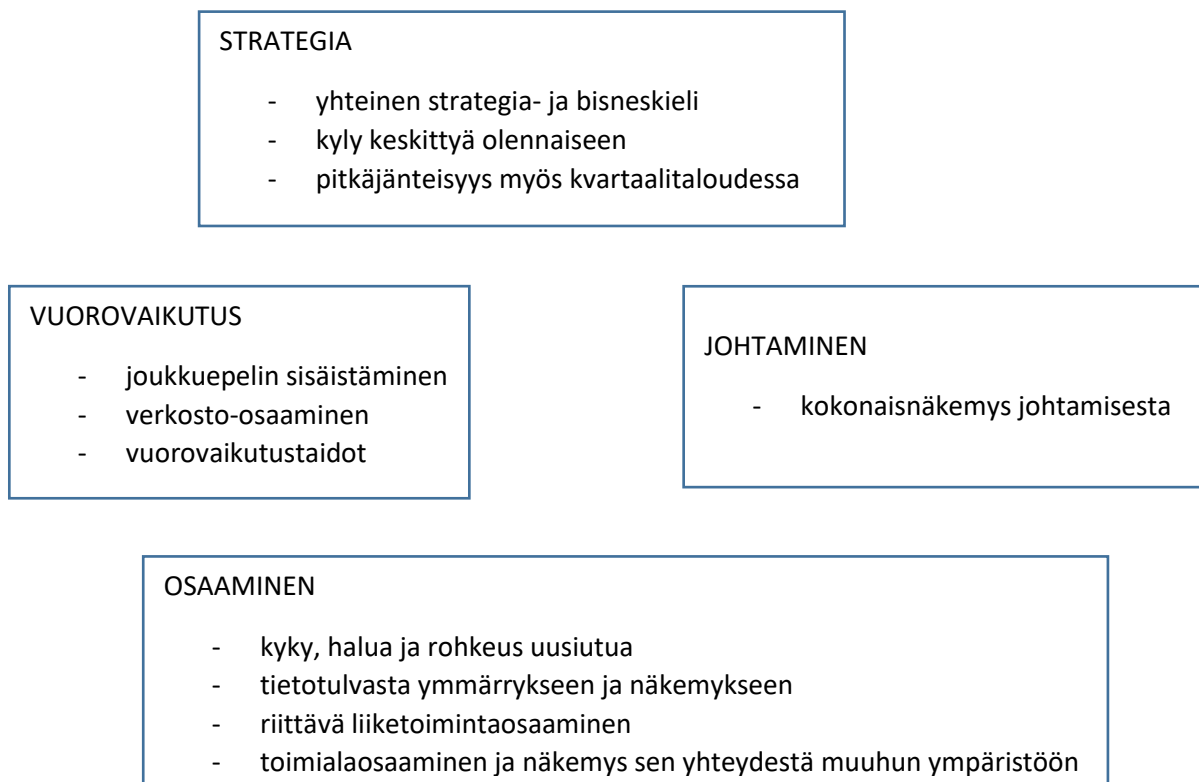 STRATEGIA
- yhteinen strategia- ja bisneskieli
- kyly keskittyä olennaiseen
- pitkäjänteisyys myös kvartaalitaloudessa
VUOROVAIKUTUS
- joukkuepelin sisäistäminen
- verkosto-osaaminen
- vuorovaikutustaidot
JOHTAMINEN
- kokonaisnäkemys johtamisesta
OSAAMINEN
- kyky, halua ja rohkeus uusiutua
- tietotulvasta ymmärrykseen ja näkemykseen
- riittävä liiketoimintaosaaminen
- toimialaosaaminen ja näkemys sen yhteydestä muuhun ympäristöön